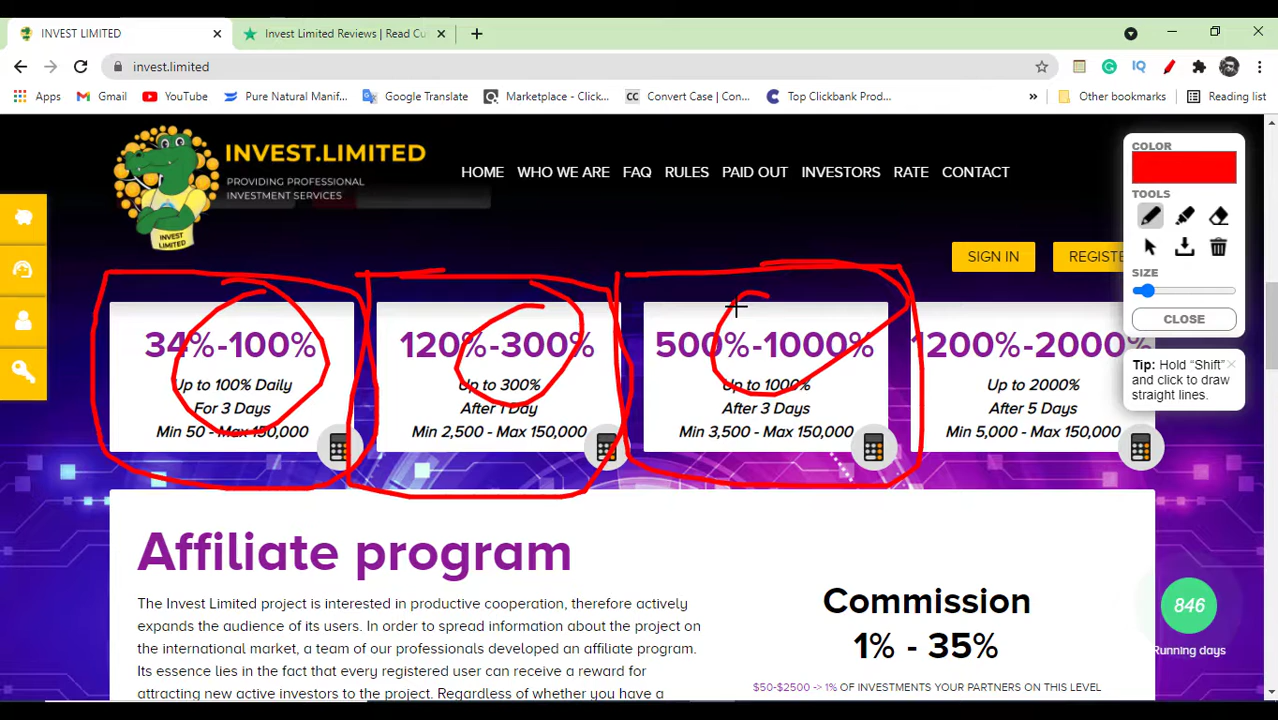 INVEST LIMITED
Invest Limited Reviews | Read Cu
invest.limited
Apps
Gmail
YouTube
Pure Natural Manif...
Google Translate
Marketplace - Click...
CC Convert Case | Con...
Top Clickbank Prod...
»
Other bookmarks
Reading list
IQ
INVEST.LIMITED
PROVIDING PROFESSIONAL
INVESTMENT SERVICES
INVEST
LIMITED
HOME WHO WE ARE FAQ RULES PAID OUT INVESTORS RATE CONTACT
SIGN IN
REGISTE
COLOR
TOOLS
SIZE
CLOSE
Tip: Hold “Shift”
and click to draw
straight lines.
34%-100%
Up to 100% Daily
For 3 Days
Min 50 - Max 150,000
120%-300%
Up to 300%
After 1 Day
Min 2,500 - Max 150,000
500%-1000%
Up to 1000%
After 3 Days
Min 3,500 - Max 150,000
1200%-2000%
Up to 2000%
After 5 Days
Min 5,000 - Max 150,000
Affiliate program
The Invest Limited project is interested in productive cooperation, therefore actively
expands the audience of its users. In order to spread information about the project on
the international market, a team of our professionals developed an affiliate program.
Its essence lies in the fact that every registered user can receive a reward for
attracting new active investors to the project. Regardless of whether you have a
Commission
1% - 35%
$50-$2500 -> 1% OF INVESTMENTS YOUR PARTNERS ON THIS LEVEL
846
Running days